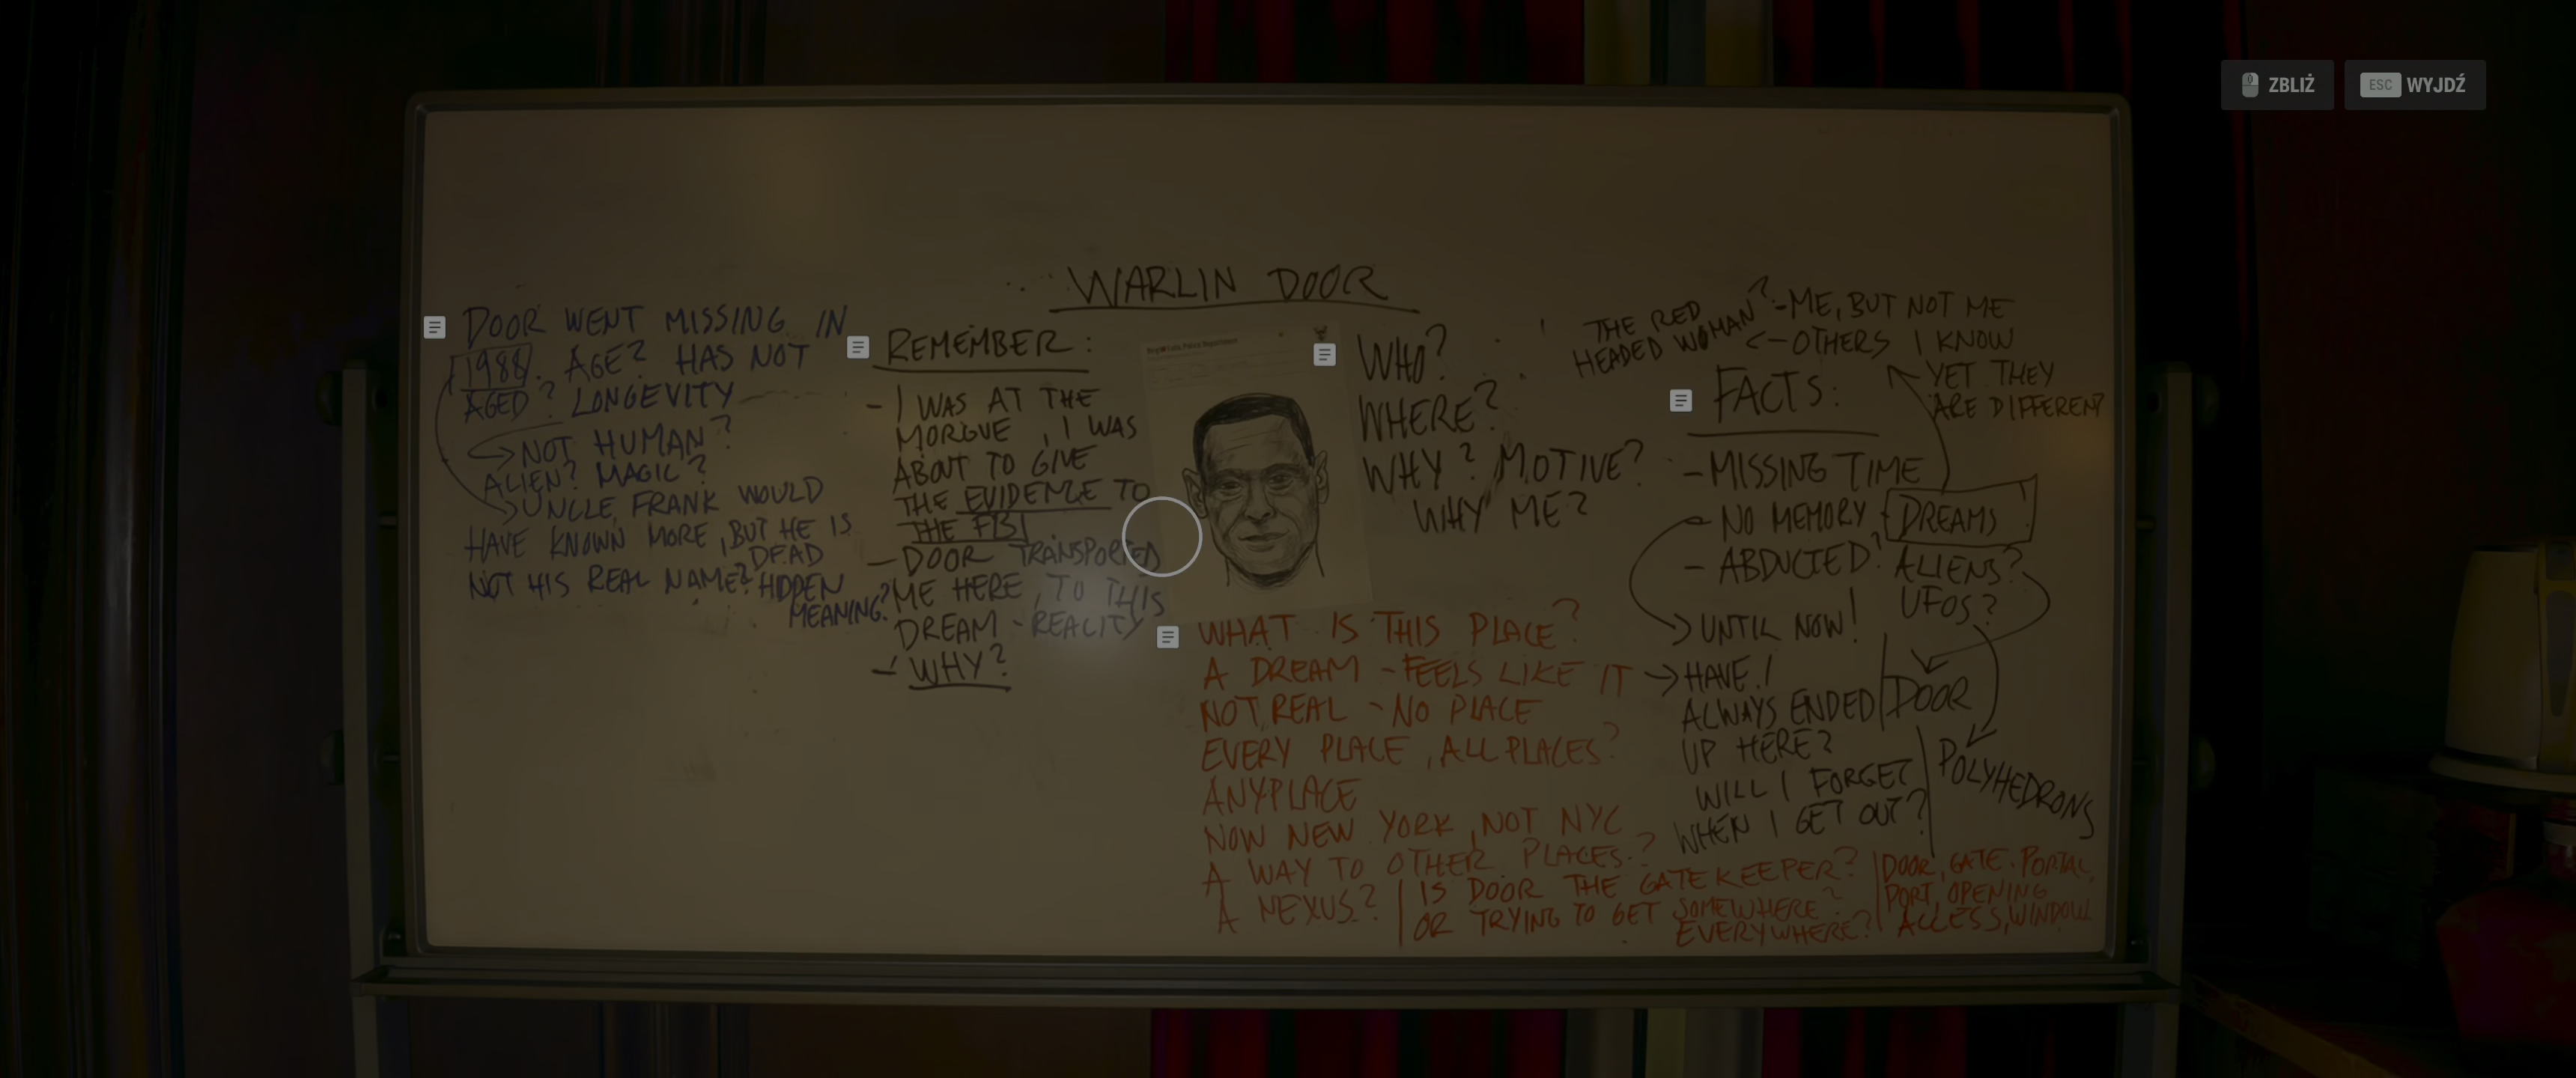 ZBLIŻ
ESC WYJDŹ
WARLIN DOOR
DOOR WENT MISSING IN
1988. AGE? HAS NOT
AGED? LONGEVITY
NOT HUMAN?
ALIEN? MAGIC?
UNCLE FRANK WOULD
HAVE KNOWN MORE, BUT HE IS
DEAD
NOT HIS REAL NAME? HIDDEN
MEANING?
REMEMBER:
- I WAS AT THE
MORGUE, I WAS
ABOUT TO GIVE
THE EVIDENCE TO
THE FBI
- DOOR TRANSPORTED
ME HERE, TO THIS
DREAM - REALITY
- WHY?
Police Department
WHO?
WHERE?
WHY? MOTIVE?
WHY ME?
THE RED
HEADED WOMAN?
- ME, BUT NOT ME
<- OTHERS I KNOW
YET THEY
ARE DIFFERENT
FACTS:
- MISSING TIME
- NO MEMORY - DREAMS
- ABDUCTED? ALIENS?
UFOS?
UNTIL NOW!
HAVE I
ALWAYS ENDED
UP HERE?
WILL I FORGET
WHEN I GET OUT?
DOOR
POLYHEDRONS
WHAT IS THIS PLACE?
A DREAM - FEELS LIKE IT
NOT REAL - NO PLACE
EVERY PLACE, ALL PLACES?
ANYPLACE
NOW NEW YORK, NOT NYC
A WAY TO OTHER PLACES?
A NEXUS?
IS DOOR THE GATEKEEPER?
OR TRYING TO GET SOMEWHERE?
EVERYWHERE?
DOOR, GATE, PORTAL,
PORT, OPENING
ACCESS, WINDOW